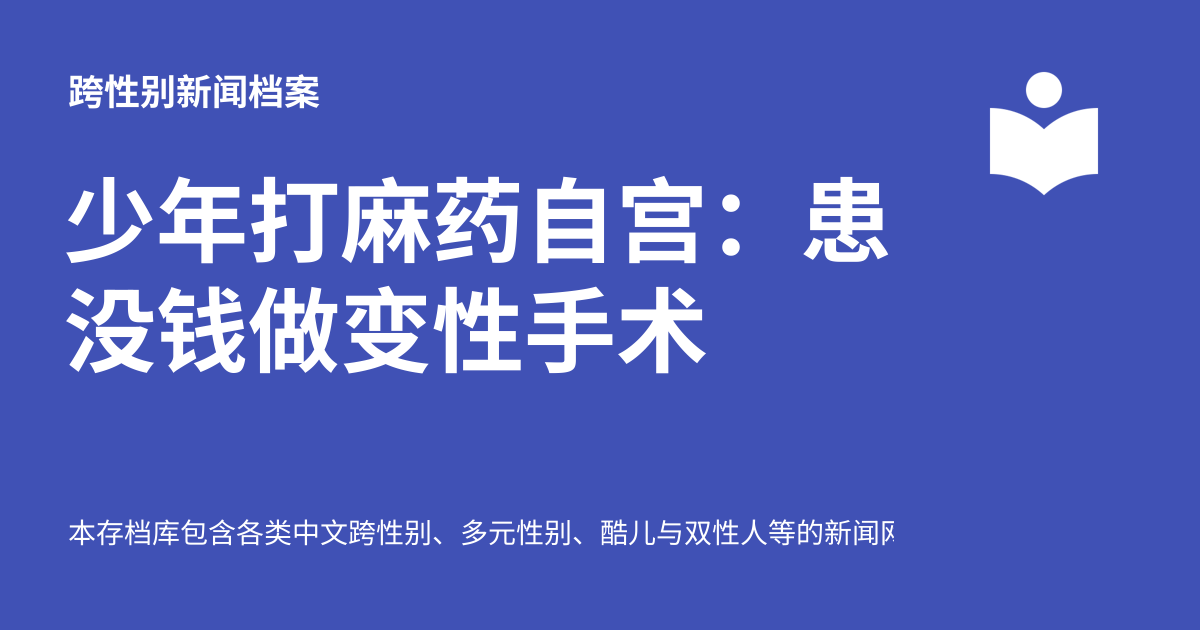 跨性别新闻档案
少年打麻药自宫：患
没钱做变性手术
本存档库包含各类中文跨性别、多元性别、酷儿与双性人等的新闻